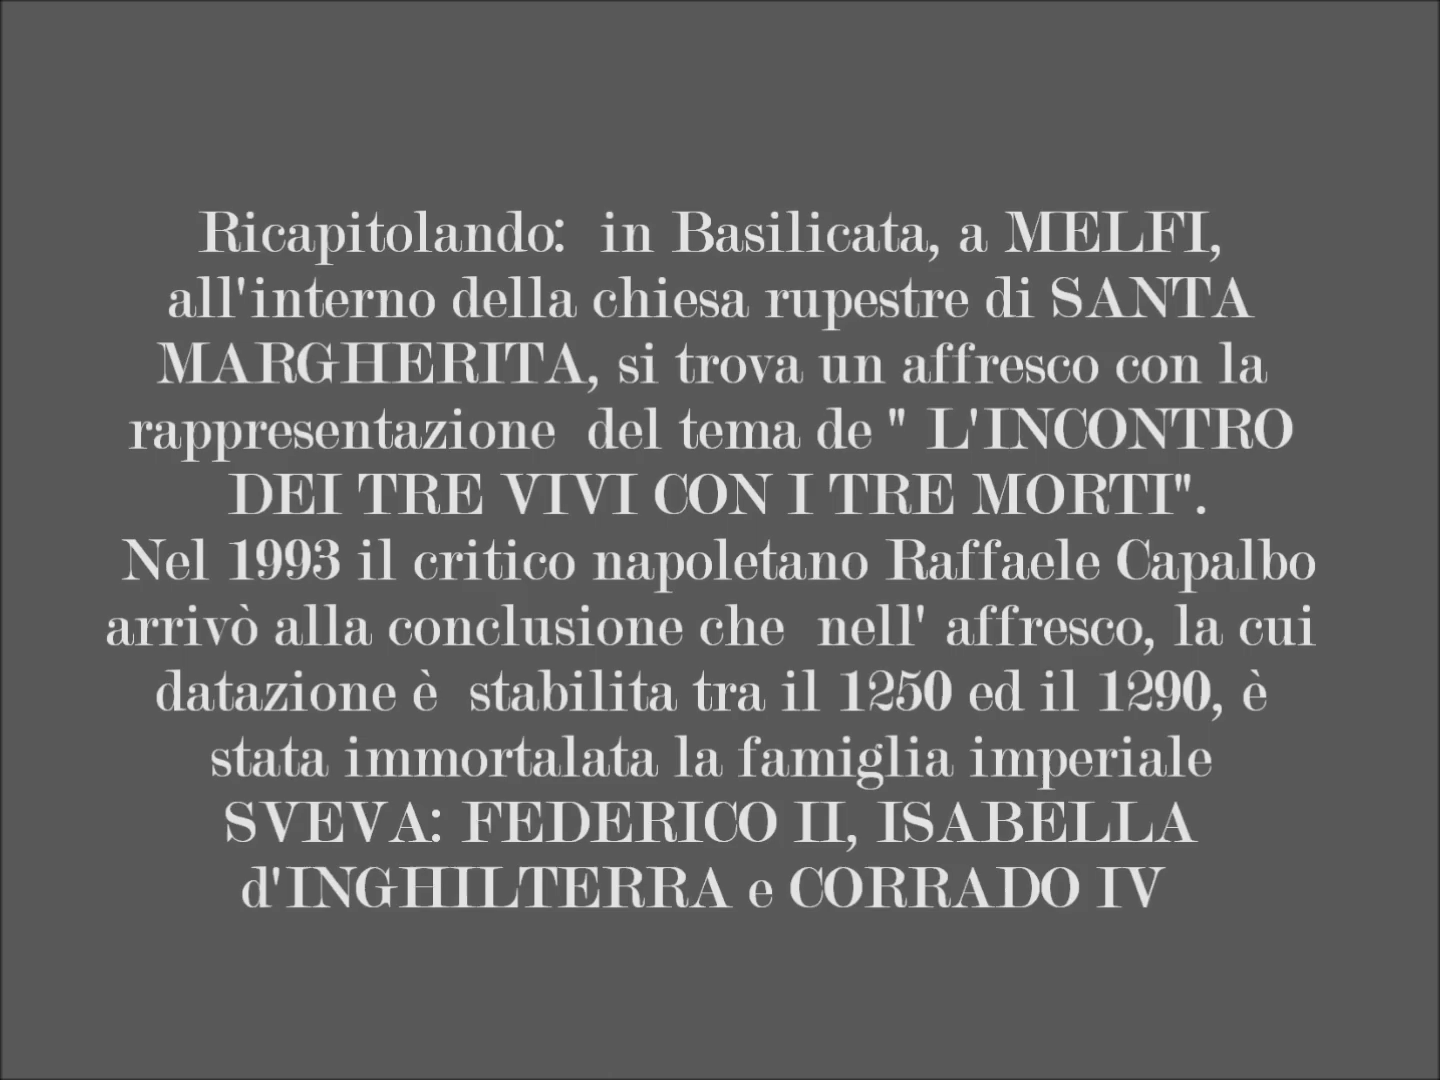 Ricapitolando:  in Basilicata, a MELFI,
all'interno della chiesa rupestre di SANTA
MARGHERITA, si trova un affresco con la
rappresentazione  del tema de " L'INCONTRO
DEI TRE VIVI CON I TRE MORTI".
Nel 1993 il critico napoletano Raffaele Capalbo
arrivò alla conclusione che  nell' affresco, la cui
datazione è  stabilita tra il 1250 ed il 1290, è
stata immortalata la famiglia imperiale
SVEVA: FEDERICO II, ISABELLA
d'INGHILTERRA e CORRADO IV